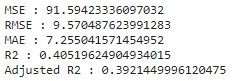 MSE : 91.59423336097032
RMSE : 9.570487623991283
MAE : 7.255041571454952
R2 : 0.40519624904934015
Adjusted R2 : 0.3921449996120475